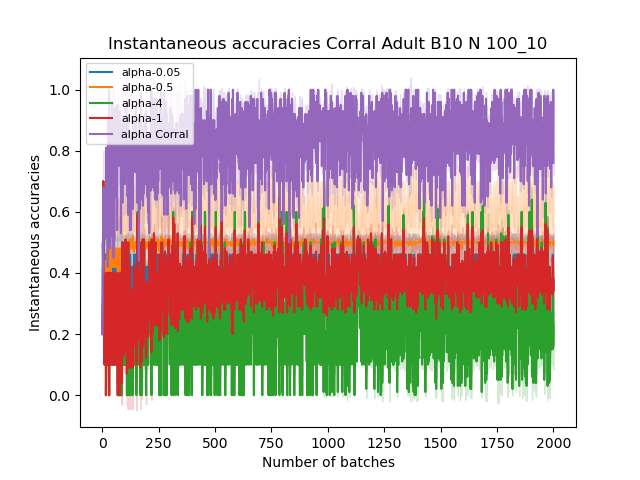 Instantaneous accuracies Corral Adult B10 N 100_10
alpha-0.05
alpha-0.5
alpha-4
alpha-1
alpha Corral
Instantaneous accuracies
1.0
0.8
0.6
0.4
0.2
0.0
0 250 500 750 1000 1250 1500 1750 2000
Number of batches